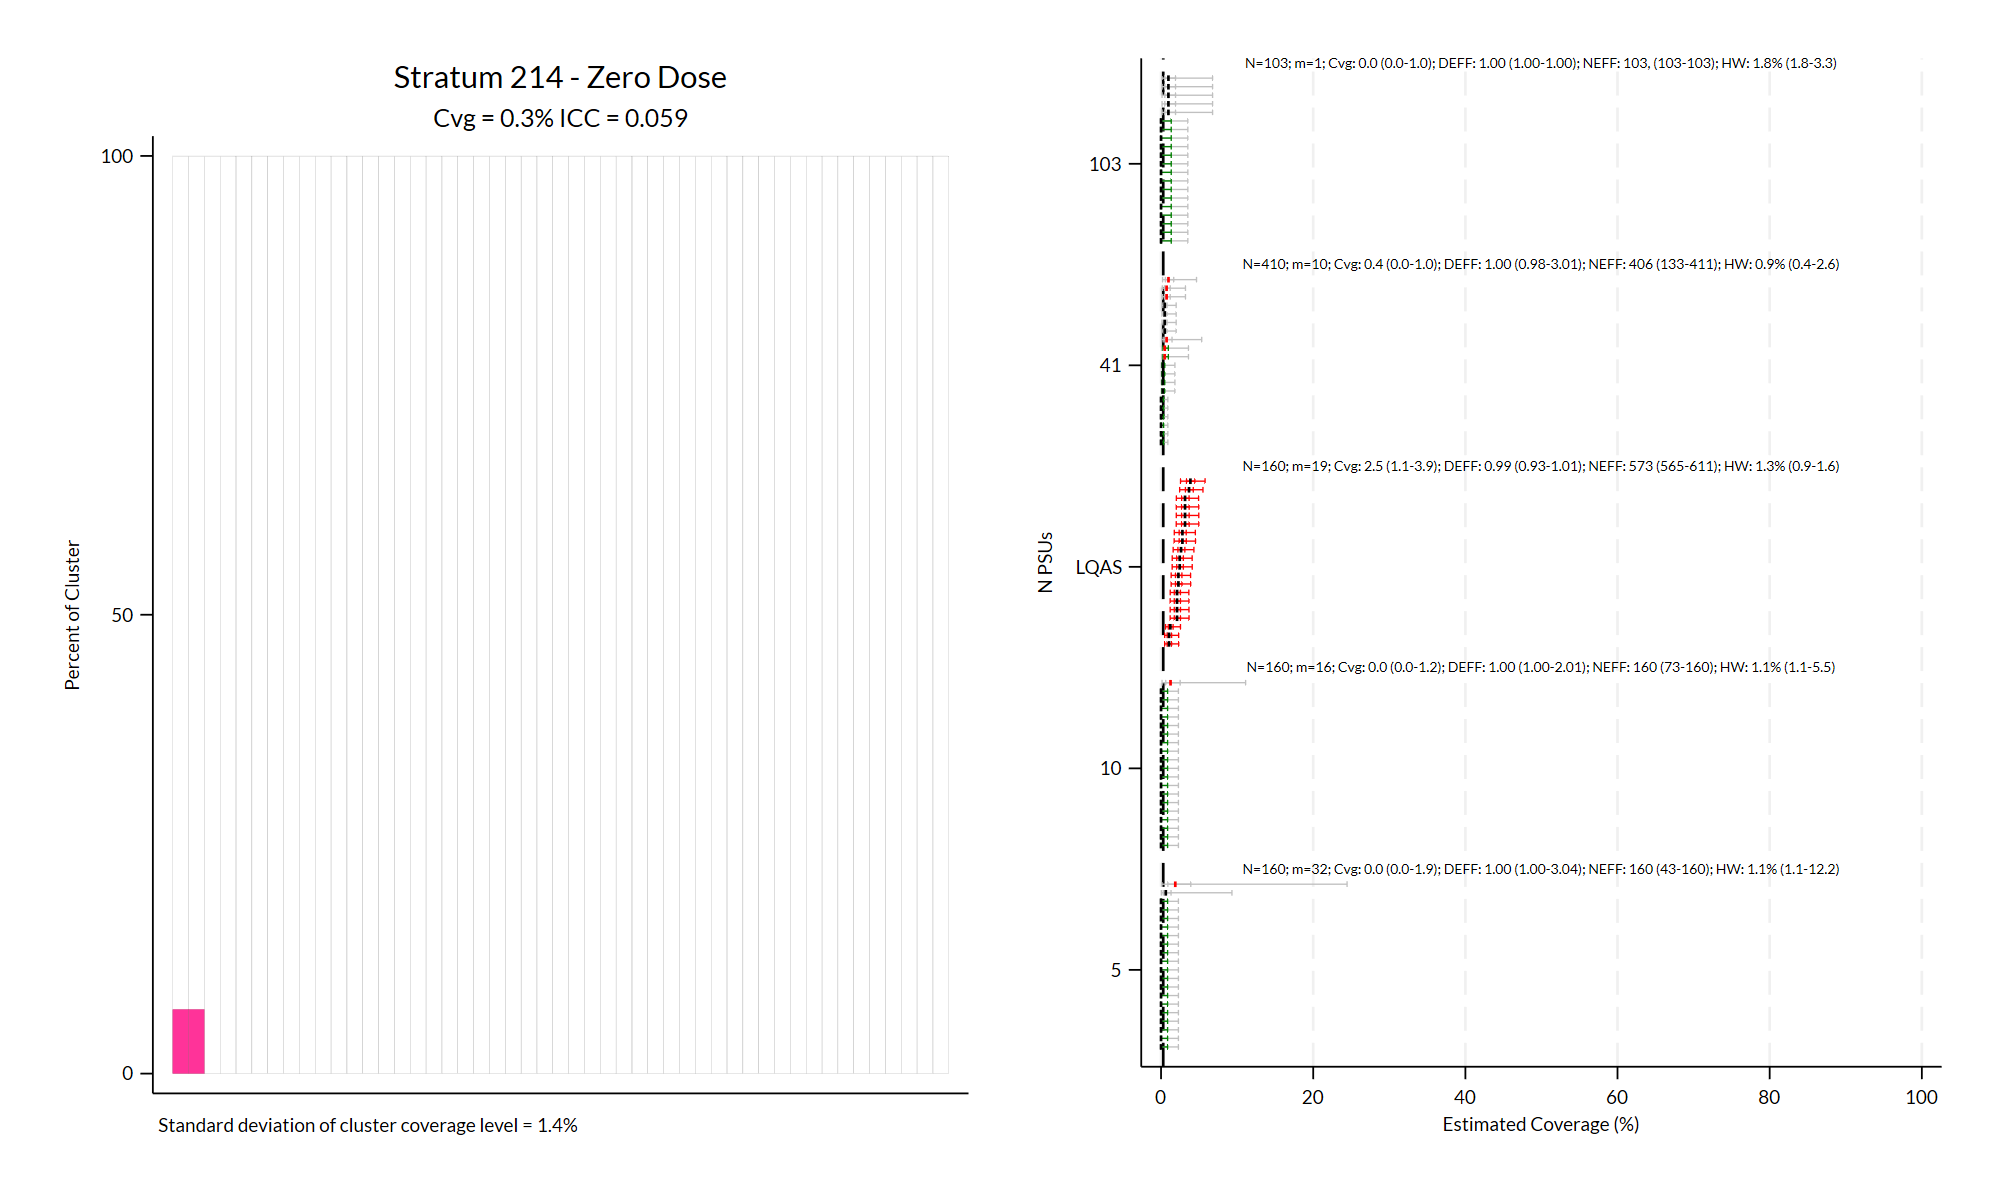 Stratum 214 - Zero Dose
Cvg = 0.3% ICC = 0.059
100
50
0
Percent of Cluster
Standard deviation of cluster coverage level = 1.4%
N=103; m=1; Cvg: 0.0 (0.0-1.0); DEFF: 1.00 (1.00-1.00); NEFF: 103, (103-103); HW: 1.8% (1.8-3.3)
103
N=410; m=10; Cvg: 0.4 (0.0-1.0); DEFF: 1.00 (0.98-3.01); NEFF: 406 (133-411); HW: 0.9% (0.4-2.6)
41
N=160; m=19; Cvg: 2.5 (1.1-3.9); DEFF: 0.99 (0.93-1.01); NEFF: 573 (565-611); HW: 1.3% (0.9-1.6)
N PSUs
LQAS
N=160; m=16; Cvg: 0.0 (0.0-1.2); DEFF: 1.00 (1.00-2.01); NEFF: 160 (73-160); HW: 1.1% (1.1-5.5)
10
N=160; m=32; Cvg: 0.0 (0.0-1.9); DEFF: 1.00 (1.00-3.04); NEFF: 160 (43-160); HW: 1.1% (1.1-12.2)
5
0 20 40 60 80 100
Estimated Coverage (%)